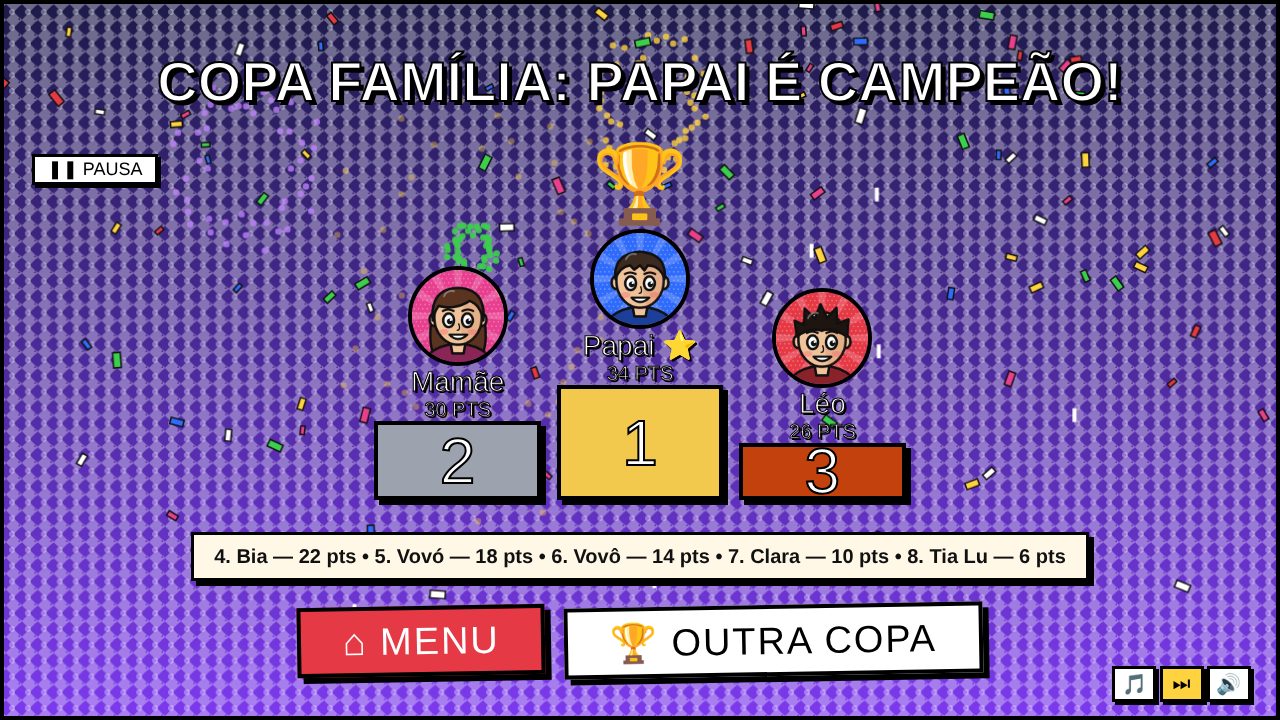 COPA FAMÍLIA: PAPAI É CAMPEÃO!
❚❚ PAUSA
Papai ⭐
34 PTS
Mamãe
30 PTS
Léo
26 PTS
1
2
3
4. Bia — 22 pts • 5. Vovó — 18 pts • 6. Vovô — 14 pts • 7. Clara — 10 pts • 8. Tia Lu — 6 pts
⌂ MENU
🏆 OUTRA COPA